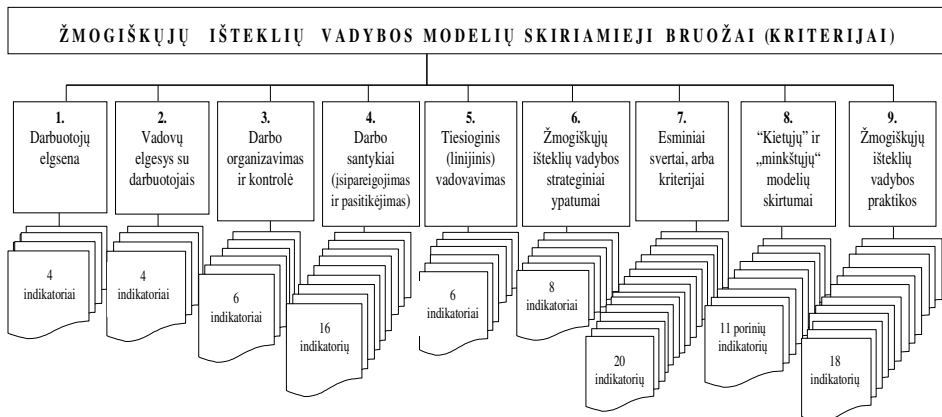 ŽMOGIŠKŲJŲ IŠTEKLIŲ VADYBOS MODELIŲ SKIRIAMIEJI BRUOŽAI (KRITERIJAI)
1.
Darbuotojų
elgsena
2.
Vadovų
elgesys su
darbuotojais
3.
Darbo
organizavimas
ir kontrolė
4.
Darbo
santykiai
(įsipareigojimas
ir pasitikėjimas)
5.
Tiesioginis
(linijinis)
vadovavimas
6.
Žmogiškųjų
išteklių vadybos
strateginiai
ypatumai
7.
Esminiai
svertai, arba
kriterijai
8.
“Kietųjų” ir
„minkštųjų“
modelių
skirtumai
9.
Žmogiškųjų
išteklių
vadybos
praktikos
4
indikatoriai
4
indikatoriai
6
indikatoriai
16
indikatorių
6
indikatoriai
8
indikatoriai
20
indikatorių
11 porinių
indikatorių
18
indikatorių